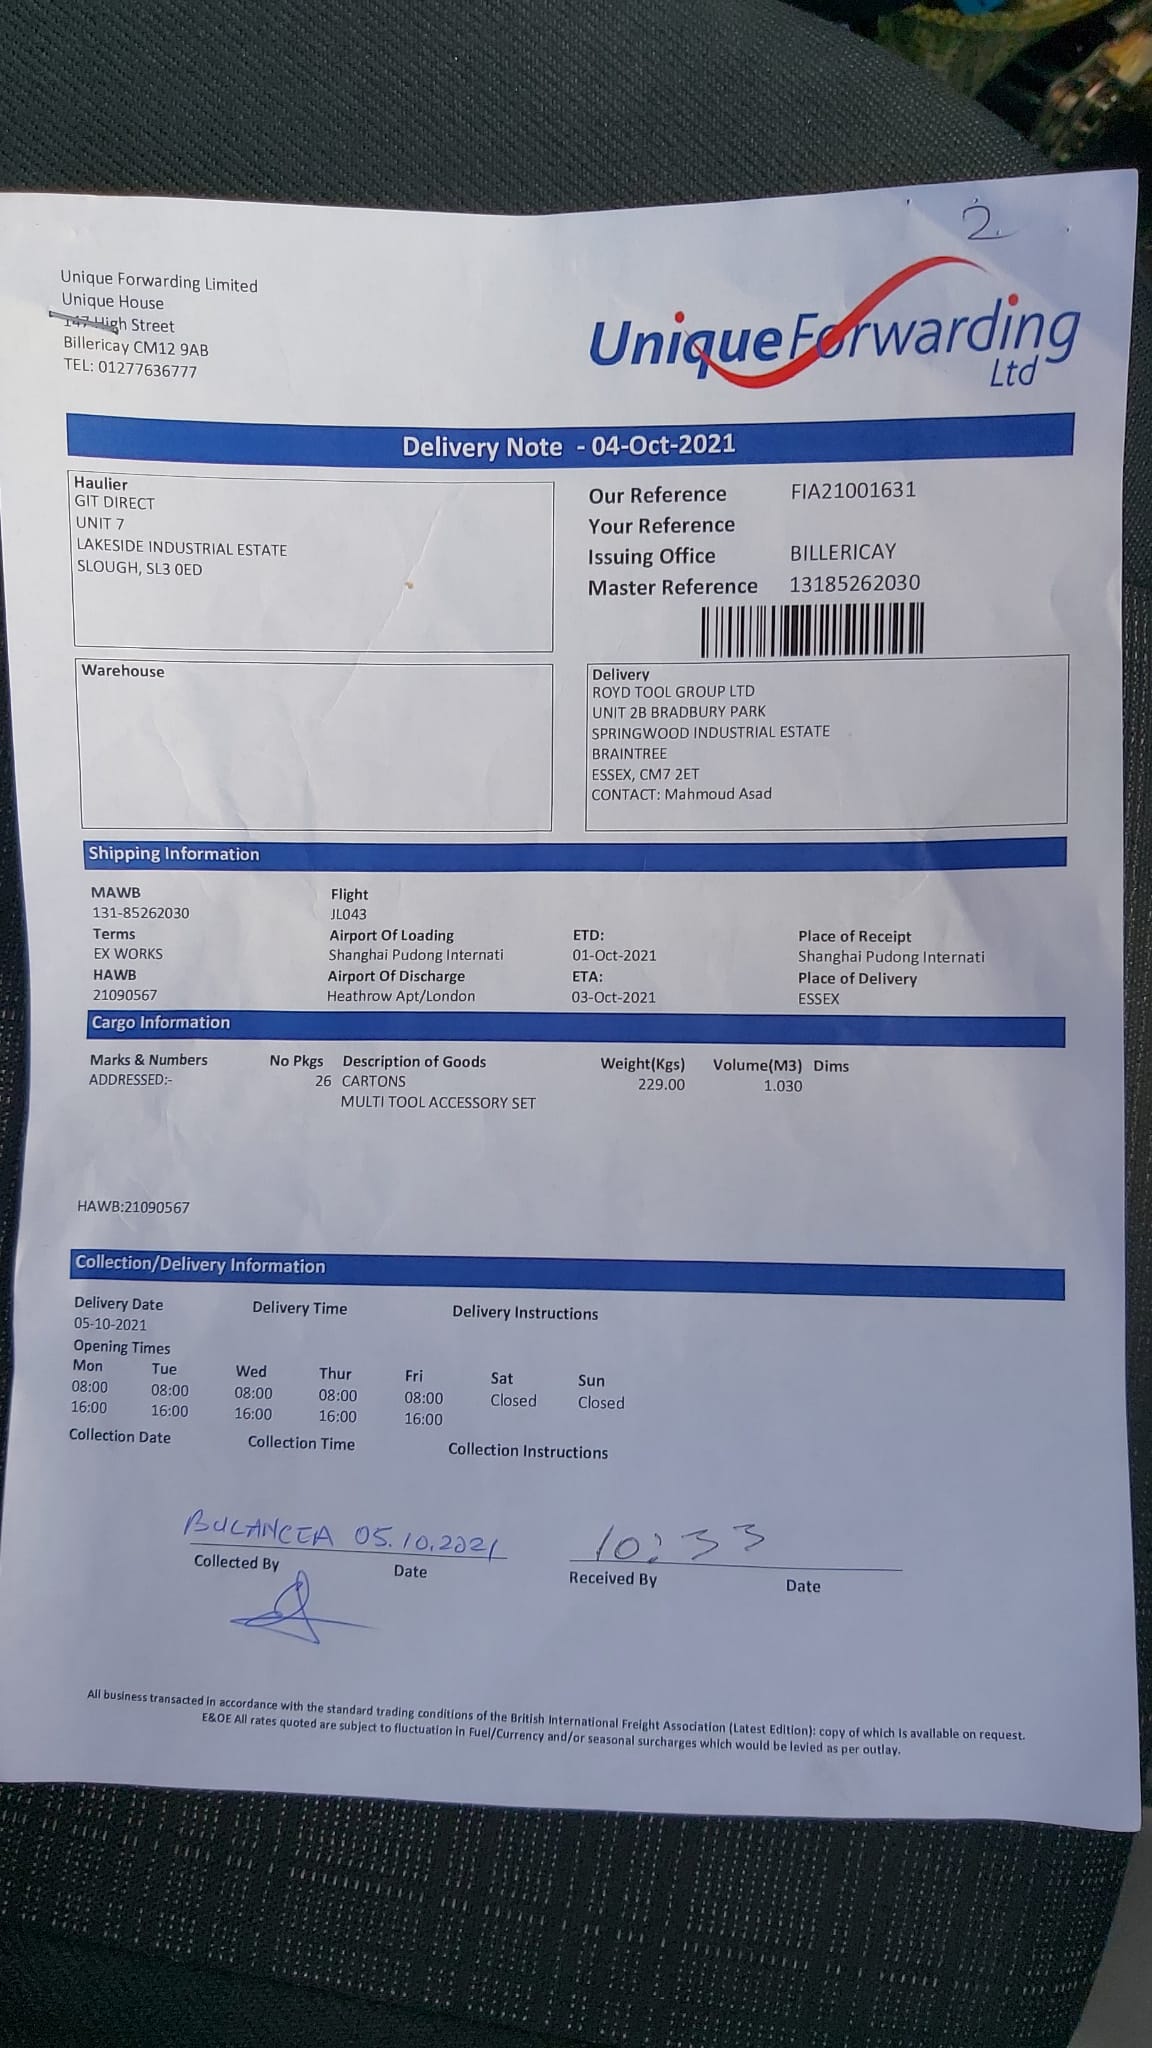 2.
Unique Forwarding Limited
Unique House
147 High Street
Billericay CM12 9AB
TEL: 01277636777
UniqueForwarding
Ltd
Delivery Note - 04-Oct-2021
Haulier
GIT DIRECT
UNIT 7
LAKESIDE INDUSTRIAL ESTATE
SLOUGH, SL3 0ED
Our Reference FIA21001631
Your Reference
Issuing Office BILLERICAY
Master Reference 13185262030
Warehouse
Delivery
ROYD TOOL GROUP LTD
UNIT 2B BRADBURY PARK
SPRINGWOOD INDUSTRIAL ESTATE
BRAINTREE
ESSEX, CM7 2ET
CONTACT: Mahmoud Asad
Shipping Information
MAWB Flight
131-85262030 JL043
Terms Airport Of Loading ETD: Place of Receipt
EX WORKS Shanghai Pudong Internati 01-Oct-2021 Shanghai Pudong Internati
HAWB Airport Of Discharge ETA: Place of Delivery
21090567 Heathrow Apt/London 03-Oct-2021 ESSEX
Cargo Information
Marks & Numbers No Pkgs Description of Goods Weight(Kgs) Volume(M3) Dims
ADDRESSED:- 26 CARTONS 229.00 1.030
MULTI TOOL ACCESSORY SET
HAWB:21090567
Collection/Delivery Information
Delivery Date Delivery Time Delivery Instructions
05-10-2021
Opening Times
Mon Tue Wed Thur Fri Sat Sun
08:00 08:00 08:00 08:00 08:00 Closed Closed
16:00 16:00 16:00 16:00 16:00
Collection Date Collection Time Collection Instructions
BULANCEA 05.10.2021 10:33
Collected By Date Received By Date
All business transacted in accordance with the standard trading conditions of the British International Freight Association (Latest Edition): copy of which is available on request.
E&OE All rates quoted are subject to fluctuation in Fuel/Currency and/or seasonal surcharges which would be levied as per outlay.